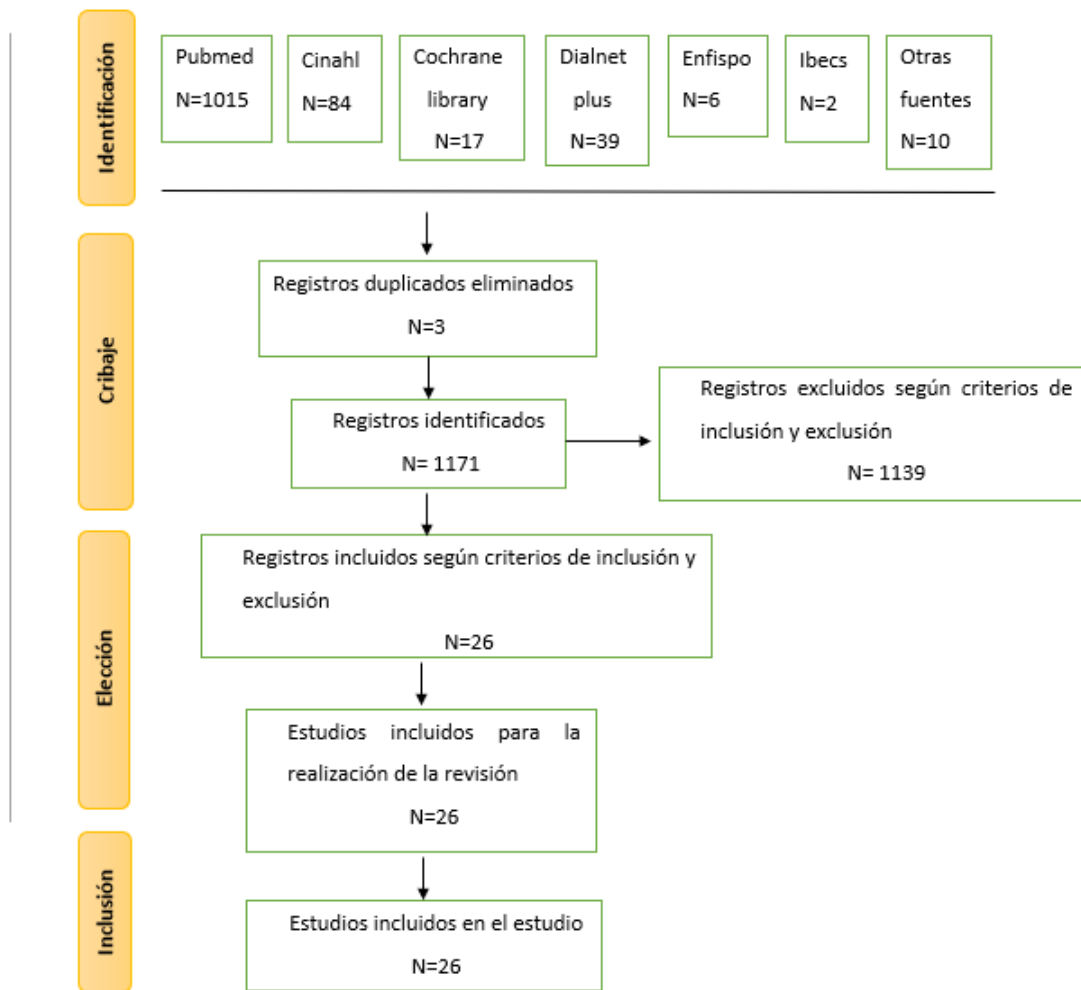 Identificación
Pubmed
N=1015
Cinahl
N=84
Cochrane
library
N=17
Dialnet
plus
N=39
Enfispo
N=6
Ibecs
N=2
Otras
fuentes
N=10
Cribaje
Registros duplicados eliminados
N=3
Registros identificados
N= 1171
Registros excluidos según criterios de
inclusión y exclusión
N= 1139
Elección
Registros incluidos según criterios de inclusión y
exclusión
N=26
Estudios incluidos para la
realización de la revisión
N=26
Inclusión
Estudios incluidos en el estudio
N=26